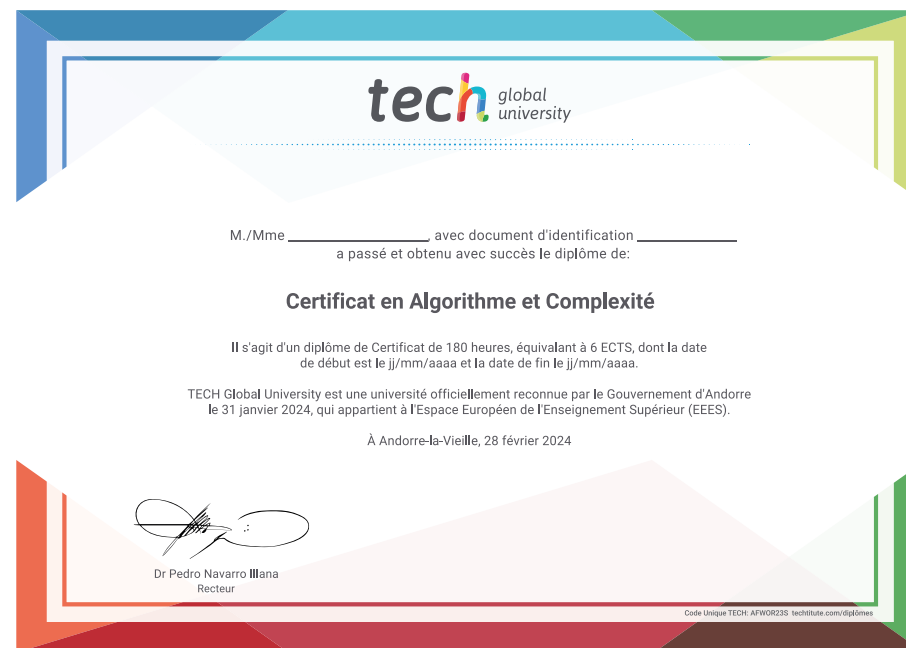 tech global university
M./Mme ______________, avec document d'identification ____________
a passé et obtenu avec succès le diplôme de:
Certificat en Algorithme et Complexité
Il s'agit d'un diplôme de Certificat de 180 heures, équivalant à 6 ECTS, dont la date
de début est le jj/mm/aaaa et la date de fin le jj/mm/aaaa.
TECH Global University est une université officiellement reconnue par le Gouvernement d'Andorre
le 31 janvier 2024, qui appartient à l'Espace Européen de l'Enseignement Supérieur (EEES).
À Andorre-la-Vieille, 28 février 2024
Dr Pedro Navarro Illana
Recteur
Code Unique TECH: AFWOR23S techtitute.com/diplômes